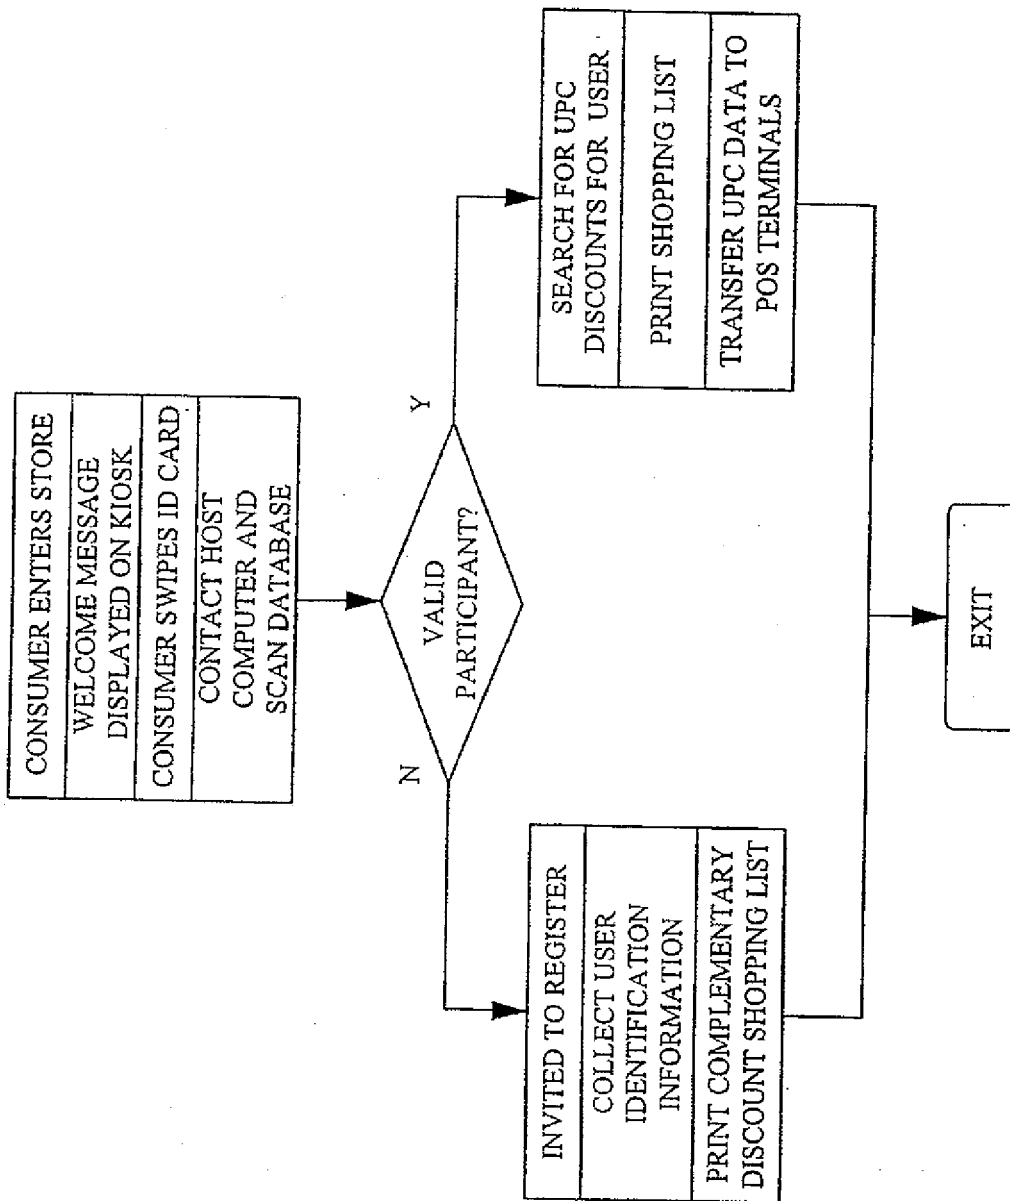 CONSUMER ENTERS STORE
WELCOME MESSAGE
DISPLAYED ON KIOSK
CONSUMER SWIPES ID CARD
CONTACT HOST
COMPUTER AND
SCAN DATABASE
VALID
PARTICIPANT?
N
Y
INVITED TO REGISTER
COLLECT USER
IDENTIFICATION
INFORMATION
PRINT COMPLEMENTARY
DISCOUNT SHOPPING LIST
SEARCH FOR UPC
DISCOUNTS FOR USER
PRINT SHOPPING LIST
TRANSFER UPC DATA TO
POS TERMINALS
EXIT